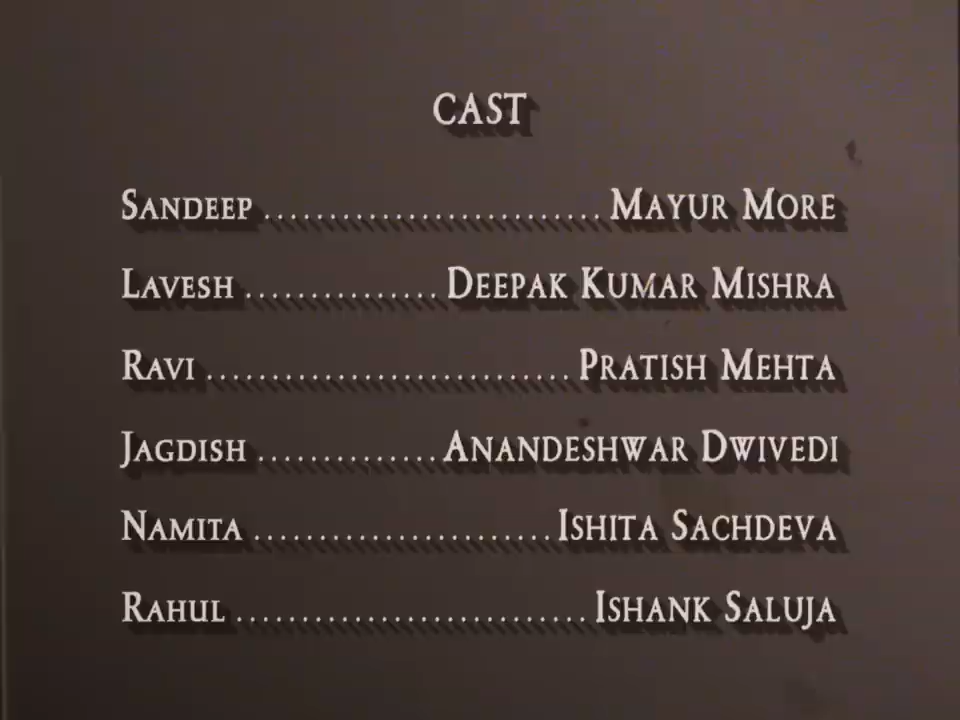 CAST
SANDEEP .......................... MAYUR MORE
LAVESH ............... DEEPAK KUMAR MISHRA
RAVI ............................ PRATISH MEHTA
JAGDISH .............. ANANDESHWAR DWIVEDI
NAMITA ....................... ISHITA SACHDEVA
RAHUL ........................... ISHANK SALUJA